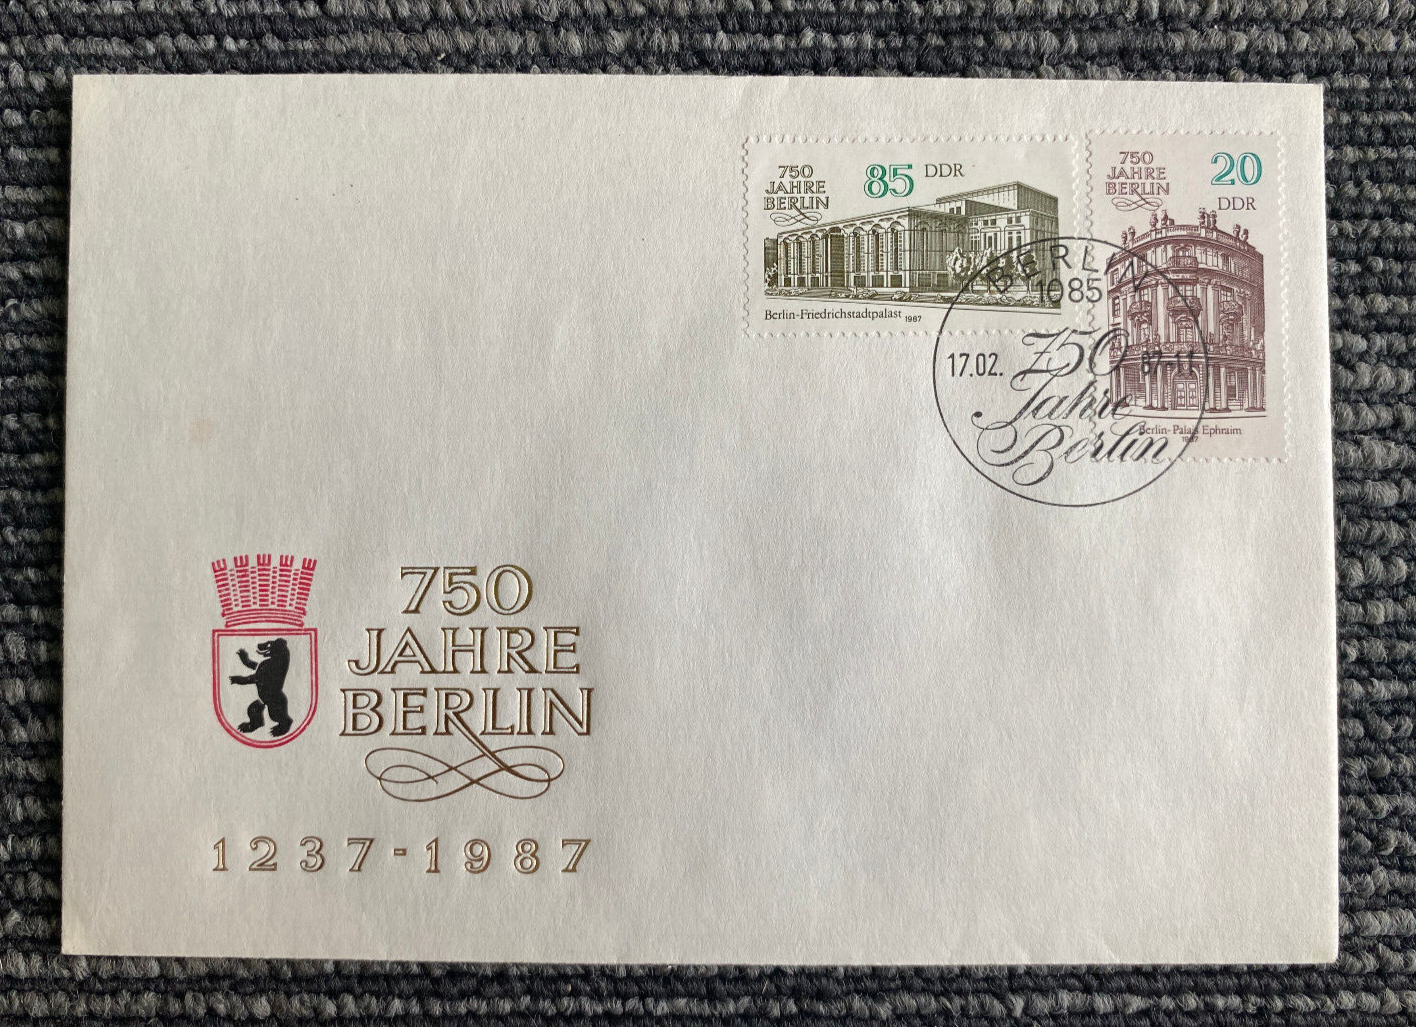 750
JAHRE
BERLIN
85 DDR
Berlin-Friedrichstadtpalast 1987
750
JAHRE
BERLIN
20
DDR
Berlin-Palais Ephraim
1987
BERLIN
1085
17.02. 87-11
750
Jahre
Berlin
750
JAHRE
BERLIN
1237-1987